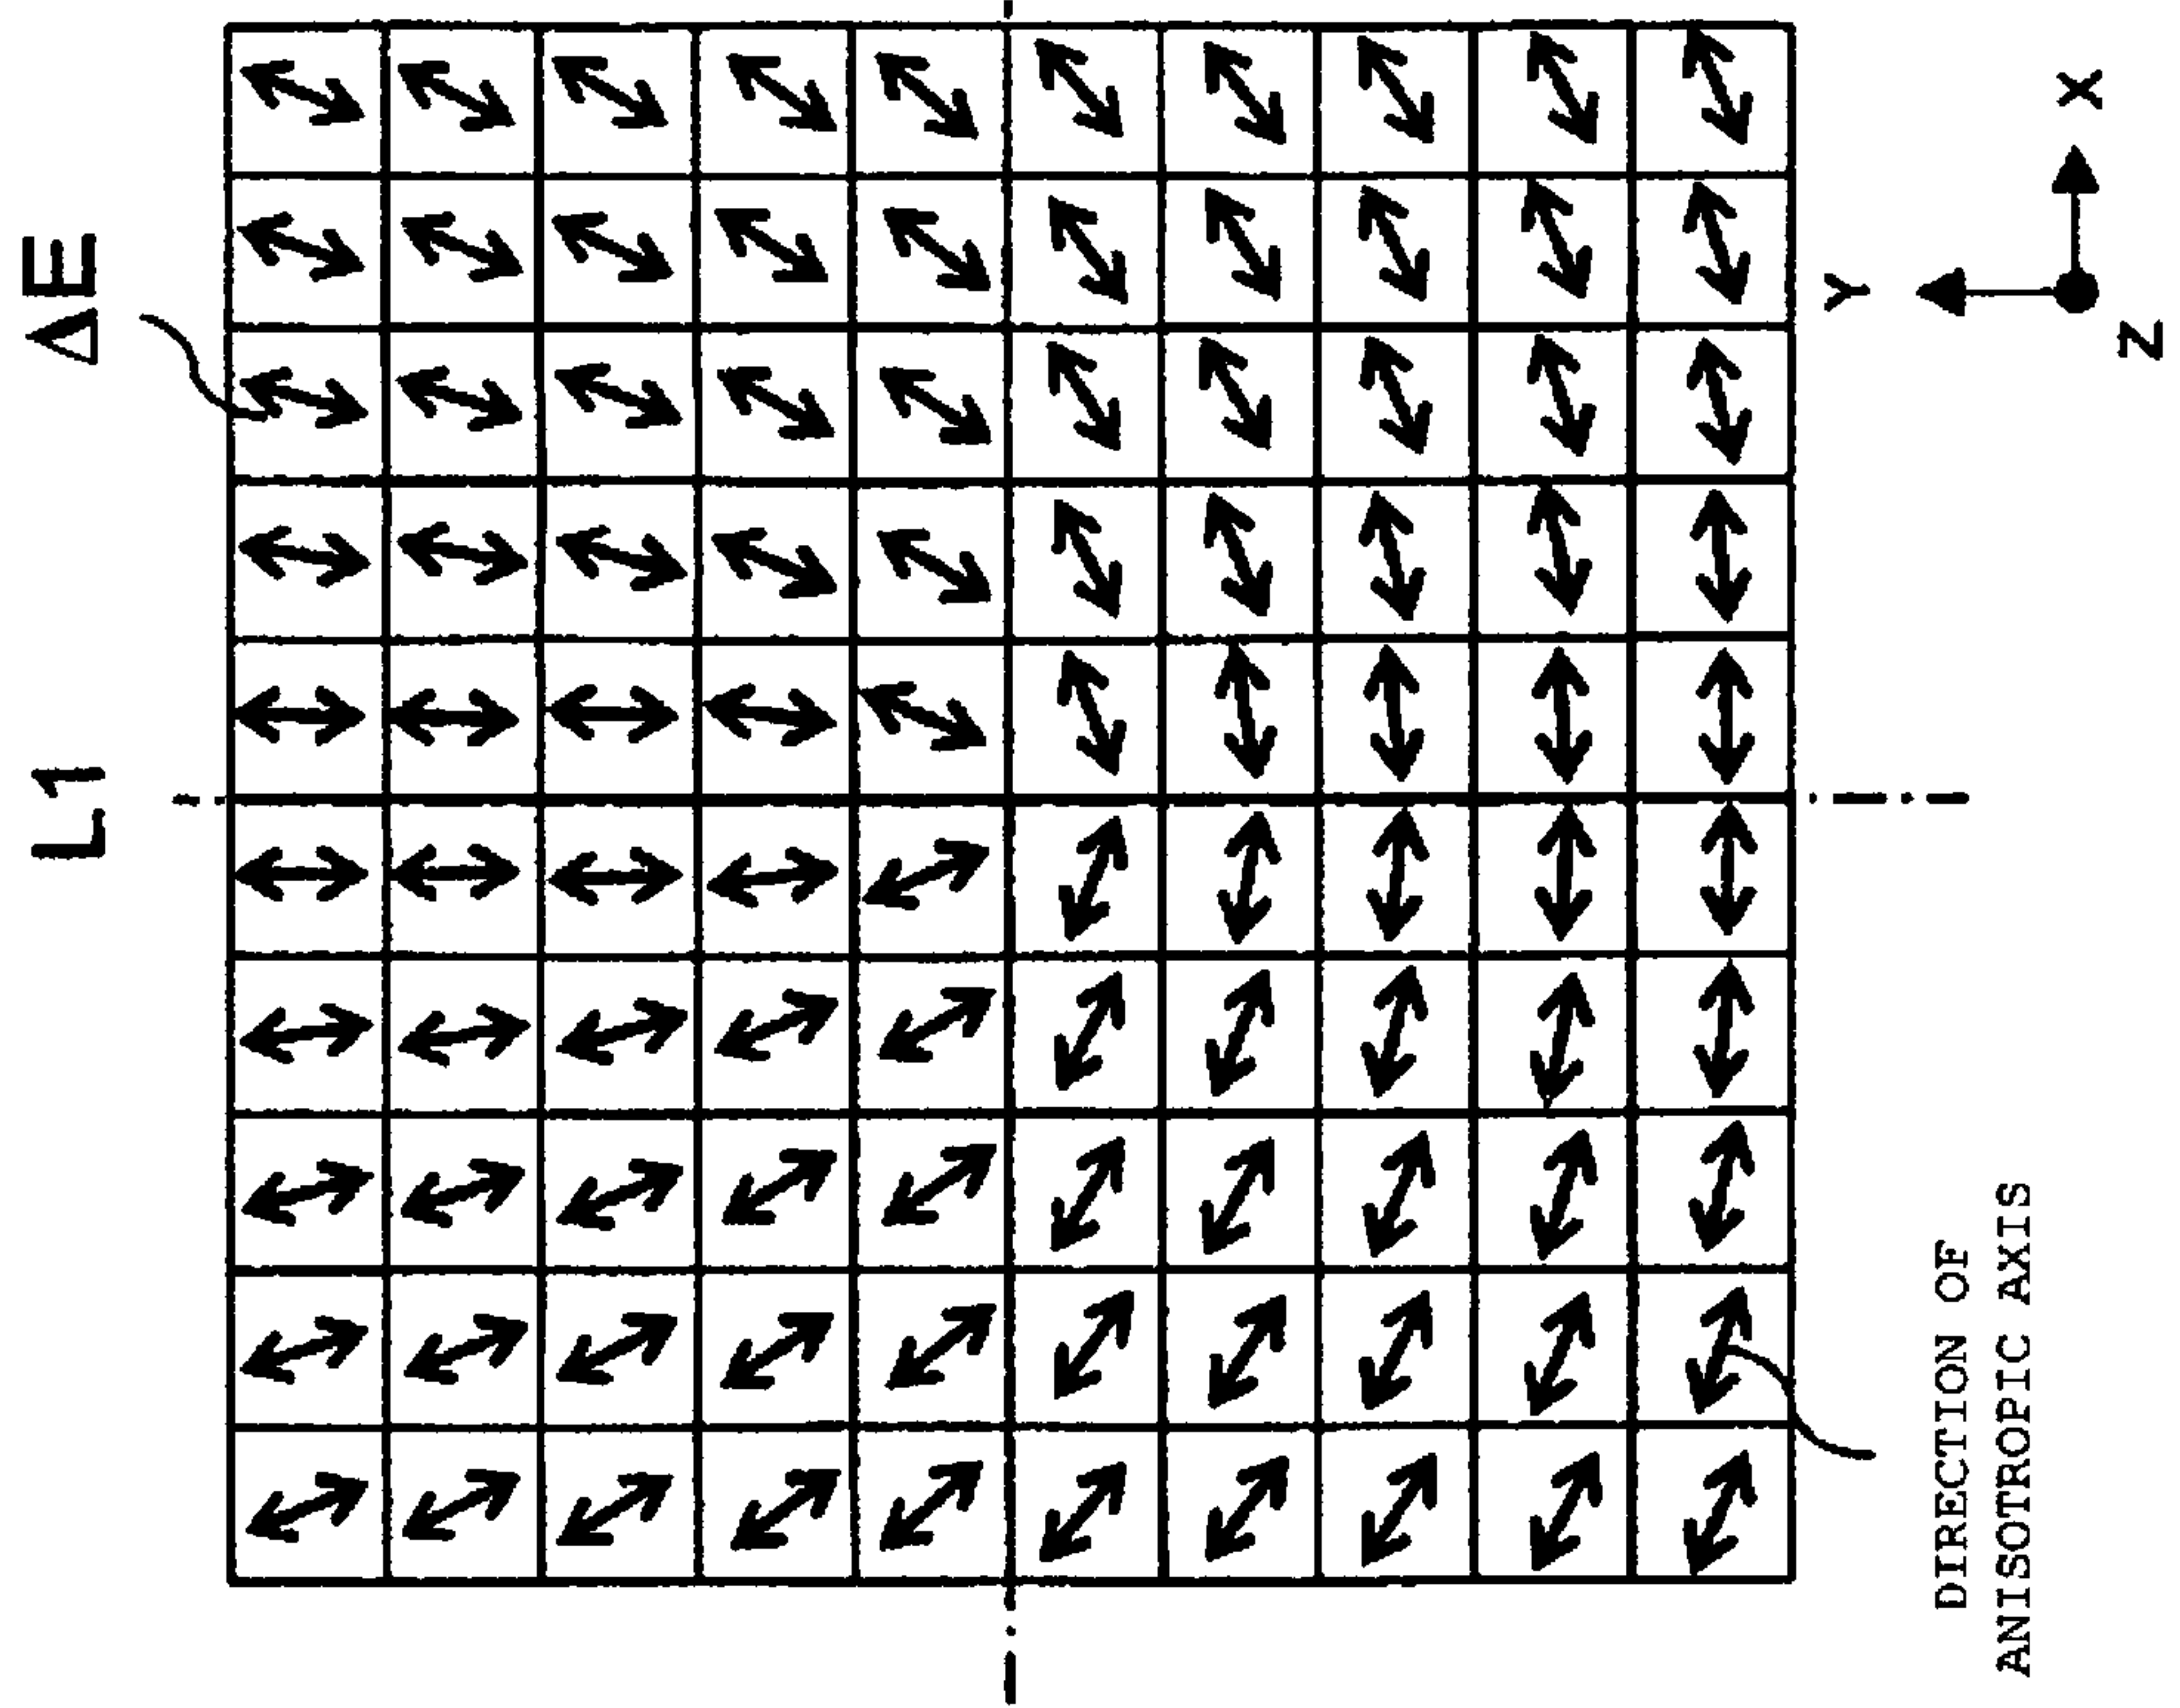 L1
ΔE
DIRECTION OF
ANISOTROPIC AXIS
Y
X
Z